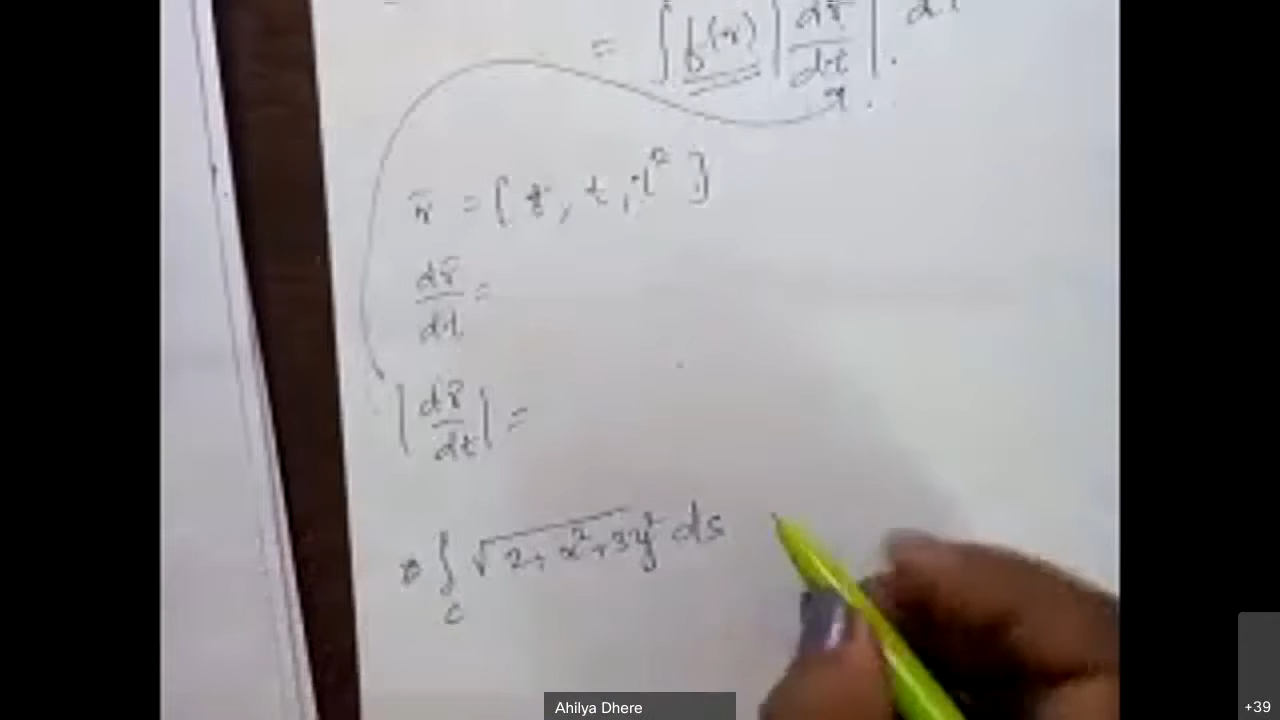 = ∫ f(r) |dr̄/dt| . dt
r̄ = [ t, t, t² ]
dr̄/dt =
|dr̄/dt| =
∫_C √2+x²+3y² ds
Ahilya Dhere
+39